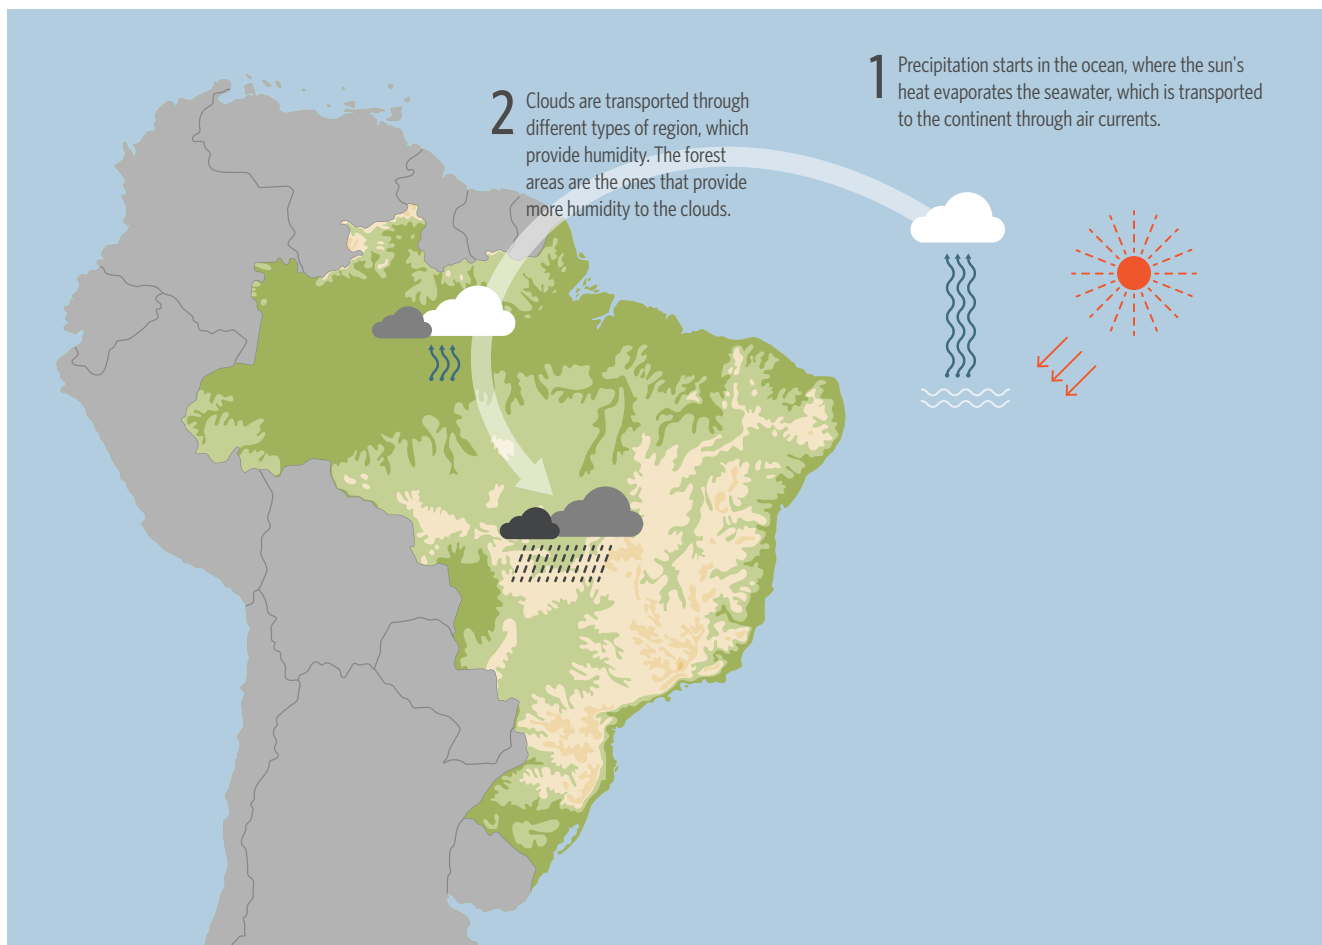 1
Precipitation starts in the ocean, where the sun's
heat evaporates the seawater, which is transported
to the continent through air currents.
2
Clouds are transported through
different types of region, which
provide humidity. The forest
areas are the ones that provide
more humidity to the clouds.